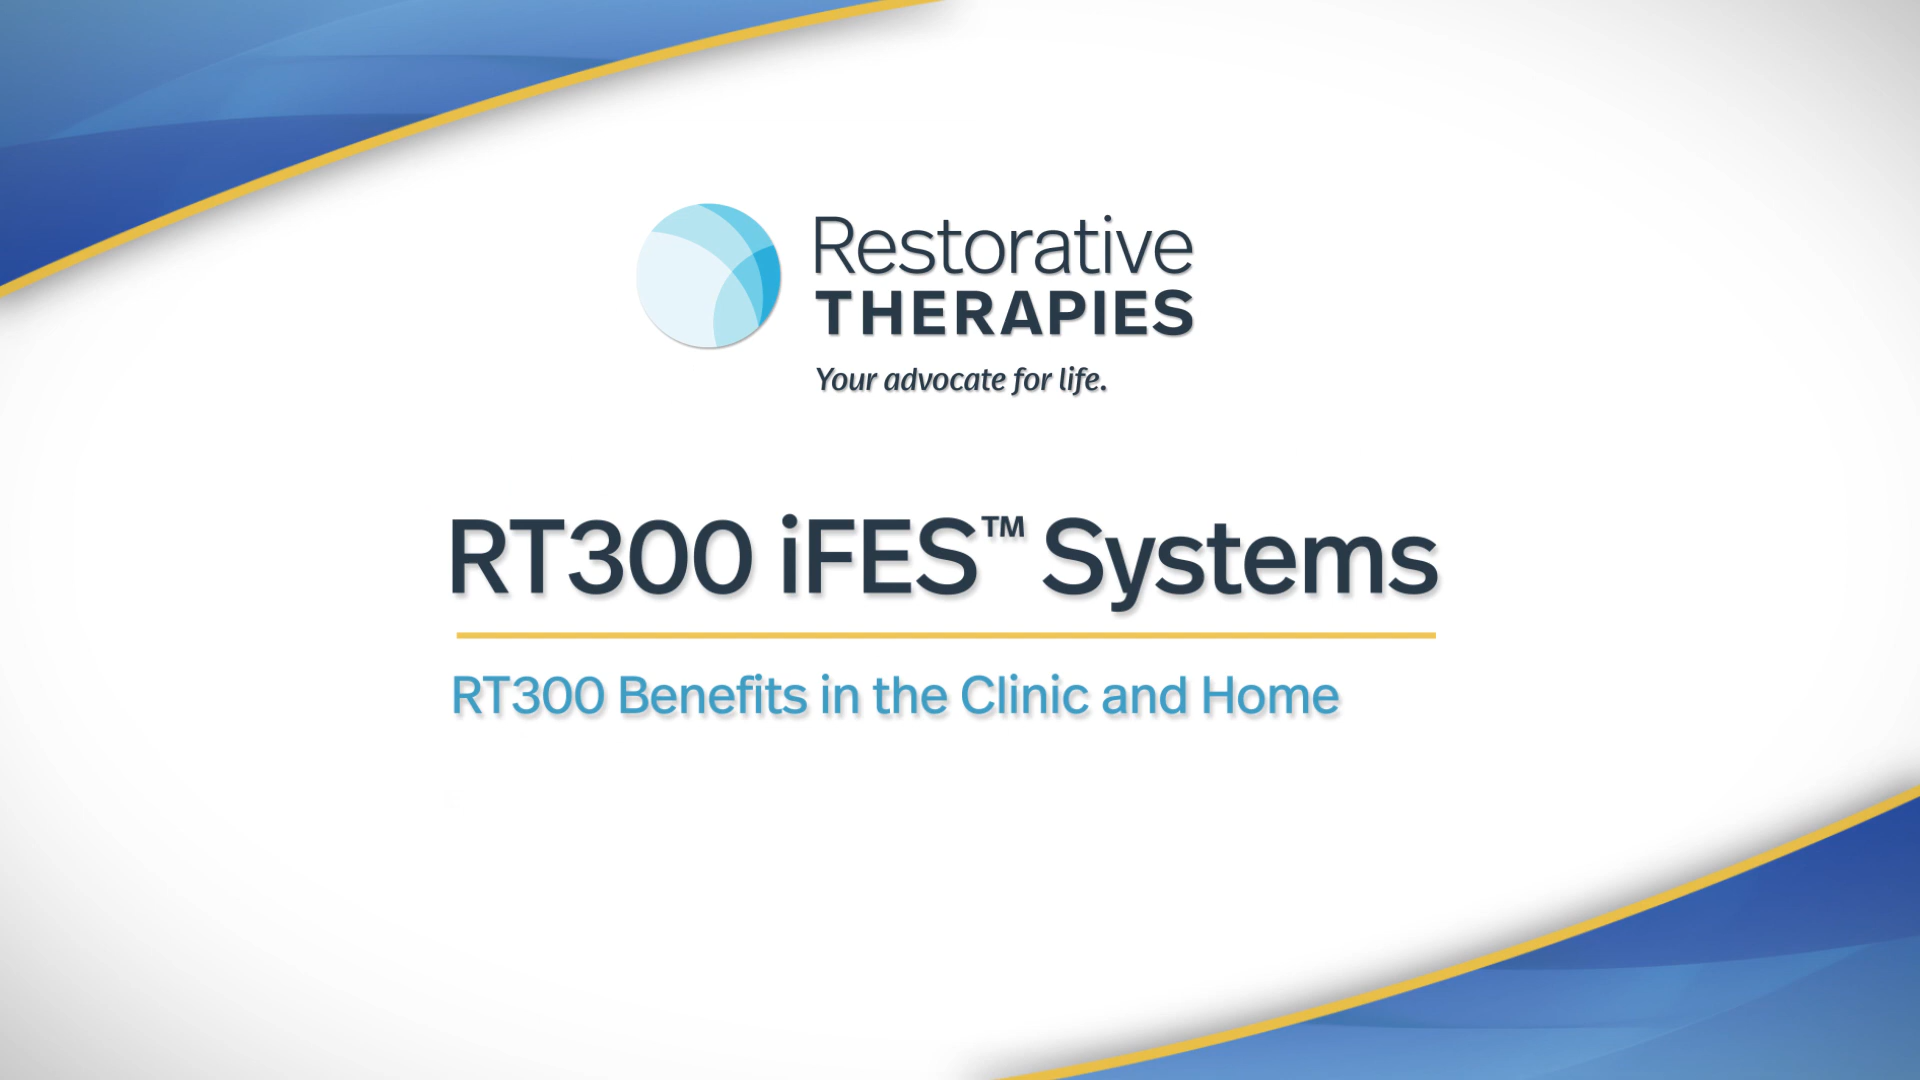 Restorative
THERAPIES
Your advocate for life.
RT300 iFES™ Systems
RT300 Benefits in the Clinic and Home